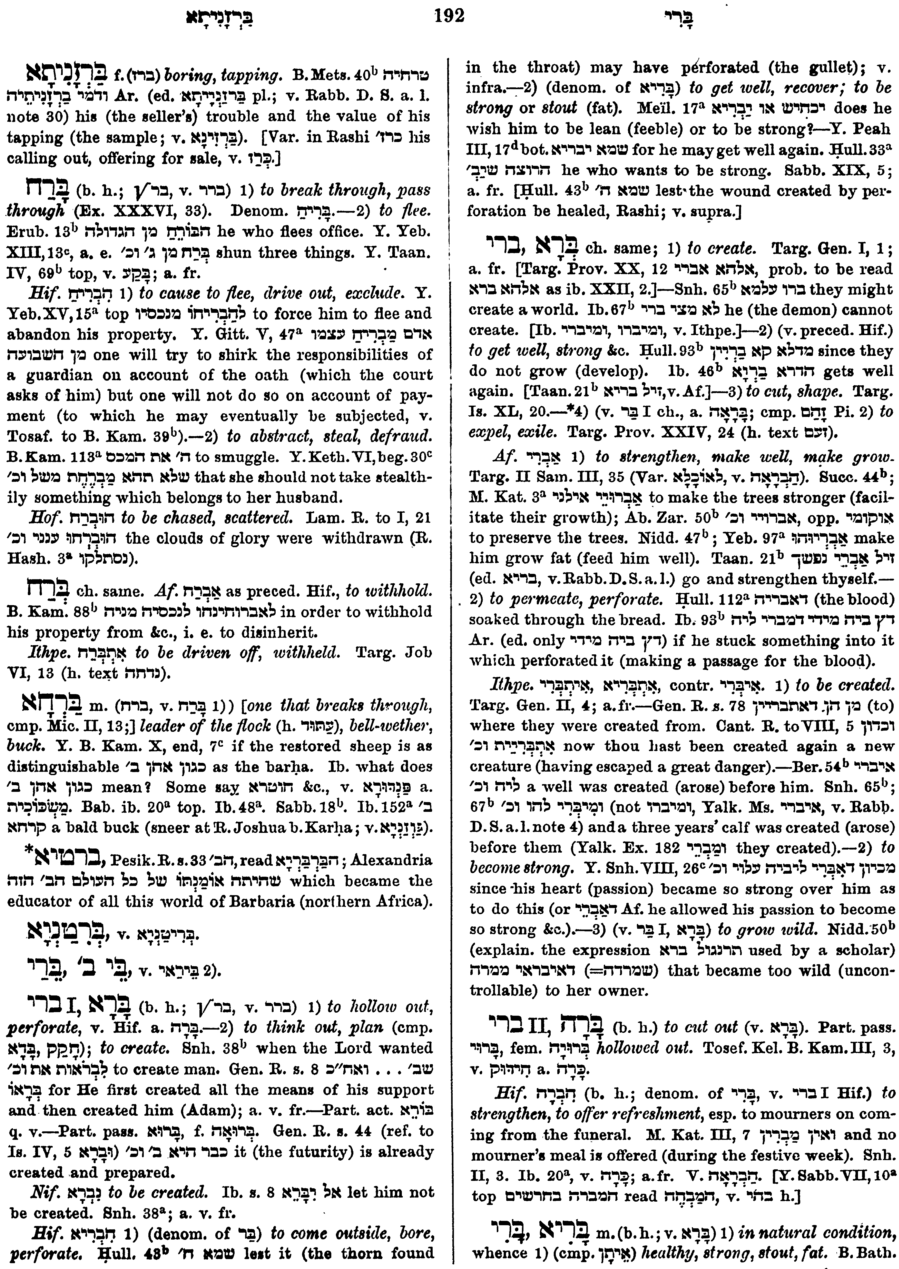 בַּרְזָנִיתָא 192 בָּרִי
בַּרְזָנִיתָא f. (ברז) boring, tapping. B. Mets. 40ᵇ טרחיה
ודמי בַרְזָנְיָתֵיהּ Ar. (ed. ברזנייתא pl.; v. Rabb. D. S. a. l.
note 30) his (the seller's) trouble and the value of his
tapping (the sample; v. בַּרְזִינָא). [Var. in Rashi כרז' his
calling out, offering for sale, v. כְּרַז.]
בָּרַח (b. h.; √בר, v. ברר) 1) to break through, pass
through (Ex. XXXVI, 33). Denom. בְּרִיחַ.—2) to flee.
Erub. 13ᵇ הבורֵחַ מן הגדולה he who flees office. Y. Yeb.
XIII, 13ᶜ, a. e. בְּרַח מן ג' וכ' shun three things. Y. Taan.
IV, 69ᵇ top, v. בָּקַע; a. fr.
Hif. הִבְרִיחַ 1) to cause to flee, drive out, exclude. Y.
Yeb. XV, 15ᵃ top לְהַבְרִיחוֹ מנכסיו to force him to flee and
abandon his property. Y. Gitt. V, 47ᵃ אדם מַבְרִיחַ עצמו
מן השבועה one will try to shirk the responsibilities of
a guardian on account of the oath (which the court
asks of him) but one will not do so on account of pay-
ment (to which he may eventually be subjected, v.
Tosaf. to B. Kam. 39ᵇ).—2) to abstract, steal, defraud.
B. Kam. 113ᵃ ה' את המכס to smuggle. Y. Keth. VI, beg. 30ᶜ
שלא תהא מַבְרַחַת משל וכ' that she should not take stealth-
ily something which belongs to her husband.
Hof. הוּבְרַח to be chased, scattered. Lam. R. to I, 21
הוּבְרְחוּ ענני וכ' the clouds of glory were withdrawn (R.
Hash. 3ᵃ נסתלקו).
בְּרַח ch. same. Af. אַבְרַח as preced. Hif., to withhold.
B. Kam. 88ᵇ לאברוחינהו לנכסיה מניה in order to withhold
his property from &c., i. e. to disinherit.
Ithpe. אִתְבְּרַח to be driven off, withheld. Targ. Job
VI, 13 (h. text נדחה).
בַּרְחָא m. (ברח, v. בָּרַח 1)) [one that breaks through,
cmp. Mic. II, 13;] leader of the flock (h. עַתּוּד), bell-wether,
buck. Y. B. Kam. X, end, 7ᶜ if the restored sheep is as
distinguishable כגון אהן ב' as the barḥa. Ib. what does
כגון אהן ב' mean? Some say חוטרא &c., v. פַּנְדּוּרָא a.
מַשְׁכּוֹכִית. Bab. ib. 20ᵃ top. Ib. 48ᵃ. Sabb. 18ᵇ. Ib. 152ᵃ ב'
קרחא a bald buck (sneer at R. Joshua b. Karḥa; v. גַּוְזָנָא).
*ברטיא, Pesik. R. s. 33 הב', read הבַּרְבַּרְיָא; Alexandria
שהיתה אוֹמַנְתּוֹ של כל העולם הב' הזה which became the
educator of all this world of Barbaria (northern Africa).
בְּרִטַנְיָא, v. בְּרִיטַנְיָא.
בֵּרַי, בֵּי ב', v. בֵּירַאי 2).
ברי I, בָּרָא (b. h.; √בר, v. ברר) 1) to hollow out,
perforate, v. Hif. a. בָּרָה.—2) to think out, plan (cmp.
חָקַק, בָּדָא); to create. Snh. 38ᵇ when the Lord wanted
לִבְראוֹת את וכ' to create man. Gen. R. s. 8 ואח"כ ... שב'
בְּרָאוֹ for He first created all the means of his support
and then created him (Adam); a. v. fr.—Part. act. בּוֹרֵא
q. v.—Part. pass. בָּרוּא, f. בְּרוּאָה. Gen. R. s. 44 (ref. to
Is. IV, 5 וּבָרָא) כבר היא ב' וכ' it (the futurity) is already
created and prepared.
Nif. נִבְרָא to be created. Ib. s. 8 אל יִבָּרֵא let him not
be created. Snh. 38ᵃ; a. v. fr.
Hif. הִבְרִיא 1) (denom. of בַּר) to come outside, bore,
perforate. Ḥull. 43ᵇ שמא ה' lest it (the thorn found
in the throat) may have perforated (the gullet); v.
infra.—2) (denom. of בָּרִיא) to get well, recover; to be
strong or stout (fat). Meïl. 17ᵃ יכחיש או יַבְרִיא does he
wish him to be lean (feeble) or to be strong?—Y. Peah
III, 17ᵈ bot. שמא יבריא for he may get well again. Ḥull. 33ᵃ
הרוצה שיב' he who wants to be strong. Sabb. XIX, 5;
a. fr. [Ḥull. 43ᵇ שמא ה' lest the wound created by per-
foration be healed, Rashi; v. supra.]
ברי, בְּרָא ch. same; 1) to create. Targ. Gen. I, 1;
a. fr. [Targ. Prov. XX, 12 אלהא אברי, prob. to be read
אלהא ברא as ib. XXII, 2.]—Snh. 65ᵇ ברו עלמא they might
create a world. Ib. 67ᵇ לא מצי ברי he (the demon) cannot
create. [Ib. ומיברו, ומיברי, v. Ithpe.]—2) (v. preced. Hif.)
to get well, strong &c. Ḥull. 93ᵇ מדלא קא בַרְיָין since they
do not grow (develop). Ib. 46ᵇ הדרא בַרְיָא gets well
again. [Taan. 21ᵇ זיל בריא, v. Af.]—3) to cut, shape. Targ.
Is. XL, 20.—*4) (v. בַּר I ch., a. בְּרָאָה; cmp. זָהַם Pi. 2) to
expel, exile. Targ. Prov. XXIV, 24 (h. text זעם).
Af. אַבְרֵי 1) to strengthen, make well, make grow.
Targ. II Sam. III, 35 (Var. לְאוֹכָלָא, v. הַבְרָאָה). Succ. 44ᵇ;
M. Kat. 3ᵃ אַבְרוּיֵי אילני to make the trees stronger (facil-
itate their growth); Ab. Zar. 50ᵇ אברויי וכ', opp. אוקומי
to preserve the trees. Nidd. 47ᵇ; Yeb. 97ᵃ אַבְרִיוּהוּ make
him grow fat (feed him well). Taan. 21ᵇ זיל אַבְרֵי נפשך
(ed. בריא, v. Rabb. D. S. a. l.) go and strengthen thyself.—
2) to permeate, perforate. Ḥull. 112ᵃ דאברייה (the blood)
soaked through the bread. Ib. 93ᵇ דץ ביה מידי דמברי ליה
Ar. (ed. only דץ ביה מידי) if he stuck something into it
which perforated it (making a passage for the blood).
Ithpe. אִתְבְּרִיא, אִיתְבְּרֵי, contr. אִיבְּרֵי. 1) to be created.
Targ. Gen. II, 4; a. fr.—Gen. R. s. 78 מן הן דאתברייין (to)
where they were created from. Cant. R. to VIII, 5 וכדון
אִתְבְּרֵיַית וכ' now thou hast been created again a new
creature (having escaped a great danger).—Ber. 54ᵇ איברי
ליה וכ' a well was created (arose) before him. Snh. 65ᵇ;
67ᵇ וּמִיבְּרֵי להו וכ' (not ומיברו, Yalk. Ms. איברי, v. Rabb.
D. S. a. l. note 4) and a three years' calf was created (arose)
before them (Yalk. Ex. 182 וּמִבְּרֵי they created).—2) to
become strong. Y. Snh. VIII, 26ᶜ מכיון דאִבְּרֵי ליביה עלוי וכ'
since his heart (passion) became so strong over him as
to do this (or דאַבְרֵי Af. he allowed his passion to become
so strong &c.).—3) (v. בַּר I, בָּרָא) to grow wild. Nidd. 50ᵇ
(explain. the expression תרנגול ברא used by a scholar)
דאיבראי ממרה (=שמרדה) that became too wild (uncon-
trollable) to her owner.
ברי II, בָּרָה (b. h.) to cut out (v. בָּרָא). Part. pass.
בָּרוּי, fem. בְּרוּיָה hollowed out. Tosef. Kel. B. Kam. III, 3,
v. חִידּוּק a. כָּרָה.
Hif. הִבְרָה (b. h.; denom. of בָּרִי, v. ברי I Hif.) to
strengthen, to offer refreshment, esp. to mourners on com-
ing from the funeral. M. Kat. III, 7 ואין מַבְרִין and no
mourner's meal is offered (during the festive week). Snh.
II, 3. Ib. 20ᵃ, v. כָּרָה; a. fr. V. הַבְרָאָה. [Y. Sabb. VII, 10ᵃ
top המברה בחרשים read הַמְבַהֶה, v. בהי h.]
בָּרִיא, בָּרִי m. (b. h.; v. בָּרָא) 1) in natural condition,
whence 1) (cmp. אֵיתָן) healthy, strong, stout, fat. B. Bath.